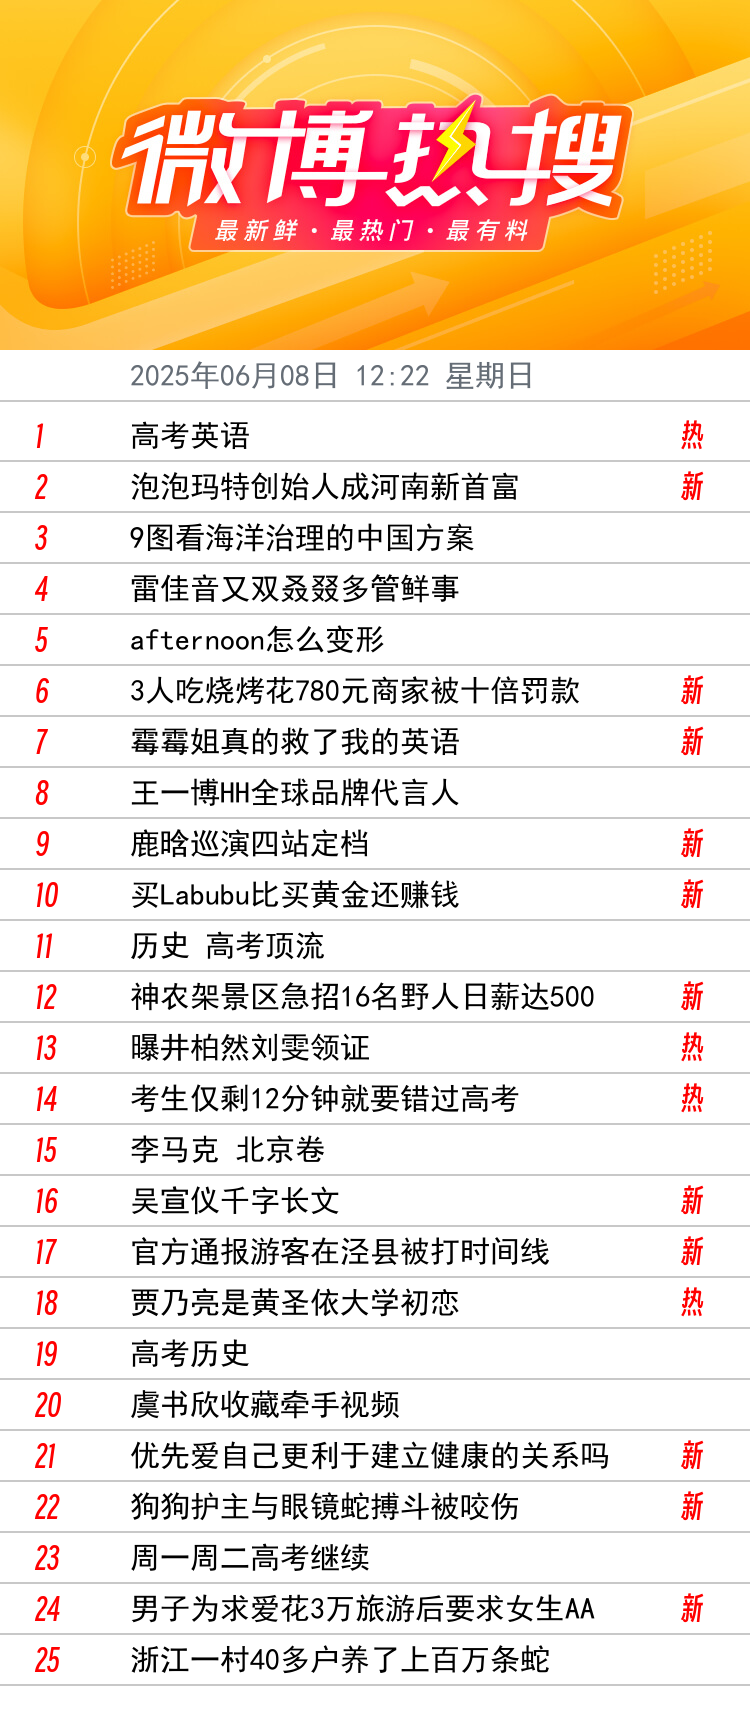 微博热搜
最新鲜·最热门·最有料
2025年06月08日 12:22 星期日
1 高考英语 热
2 泡泡玛特创始人成河南新首富 新
3 9图看海洋治理的中国方案
4 雷佳音又双叒叕多管鲜事
5 afternoon怎么变形
6 3人吃烧烤花780元商家被十倍罚款 新
7 霉霉姐真的救了我的英语 新
8 王一博HH全球品牌代言人
9 鹿晗巡演四站定档 新
10 买Labubu比买黄金还赚钱 新
11 历史 高考顶流
12 神农架景区急招16名野人日薪达500 新
13 曝井柏然刘雯领证 热
14 考生仅剩12分钟就要错过高考 热
15 李马克 北京卷
16 吴宣仪千字长文 新
17 官方通报游客在泾县被打时间线 新
18 贾乃亮是黄圣依大学初恋 热
19 高考历史
20 虞书欣收藏牵手视频
21 优先爱自己更利于建立健康的关系吗 新
22 狗狗护主与眼镜蛇搏斗被咬伤 新
23 周一周二高考继续
24 男子为求爱花3万旅游后要求女生AA 新
25 浙江一村40多户养了上百万条蛇